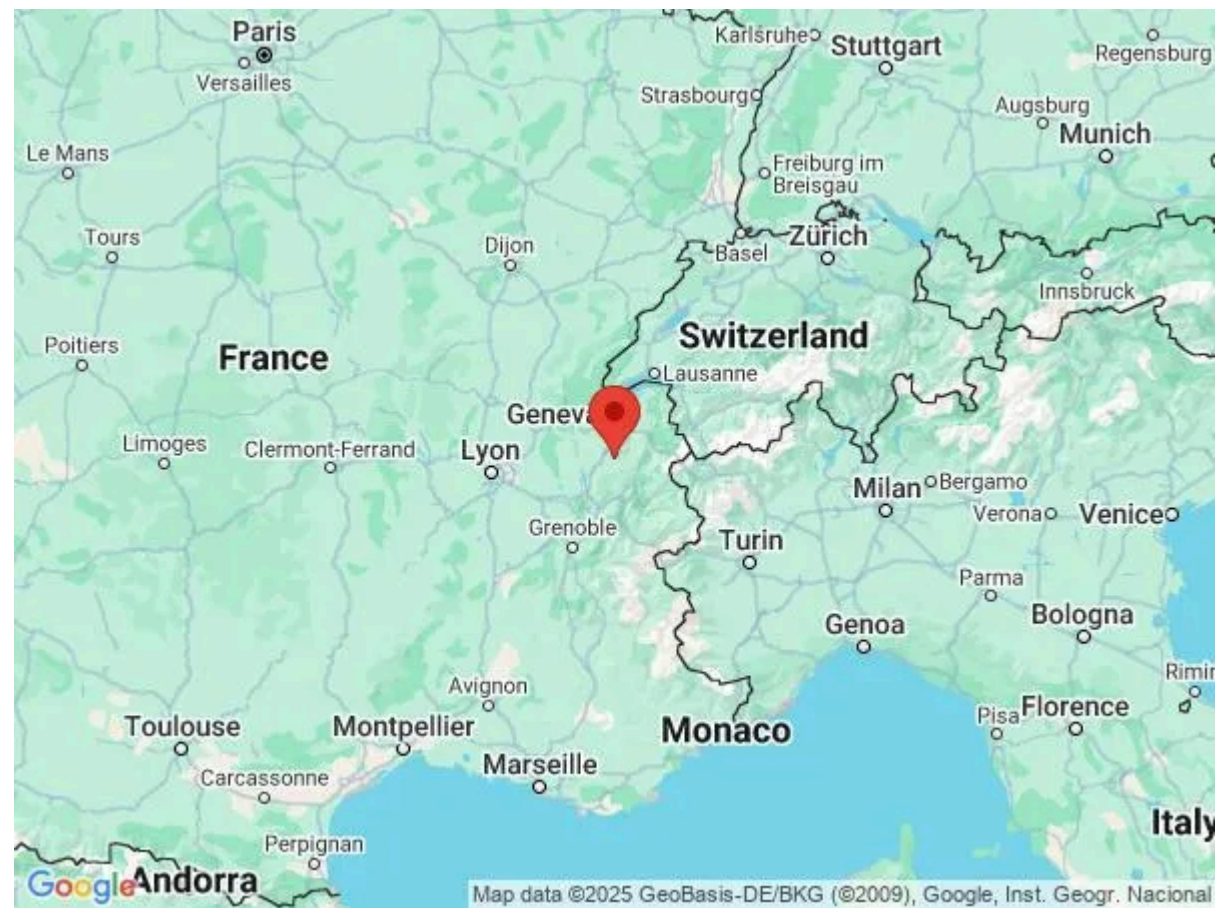 Paris
Karlsruhe
Stuttgart
Regensburg
Versailles
Strasbourg
Augsburg
Munich
Le Mans
Freiburg im
Breisgau
Tours
Dijon
Basel
Zürich
Innsbruck
Poitiers
France
Switzerland
Lausanne
Geneva
Limoges
Clermont-Ferrand
Lyon
Milan
Bergamo
Verona
Venice
Grenoble
Turin
Parma
Bologna
Genoa
Rimir
Avignon
Pisa
Florence
Toulouse
Montpellier
Monaco
Marseille
Carcassonne
Italy
Perpignan
Google
Andorra
Map data ©2025 GeoBasis-DE/BKG (©2009), Google, Inst. Geogr. Nacional